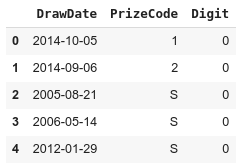 DrawDate PrizeCode Digit
0 2014-10-05 1 0
1 2014-09-06 2 0
2 2005-08-21 S 0
3 2006-05-14 S 0
4 2012-01-29 S 0